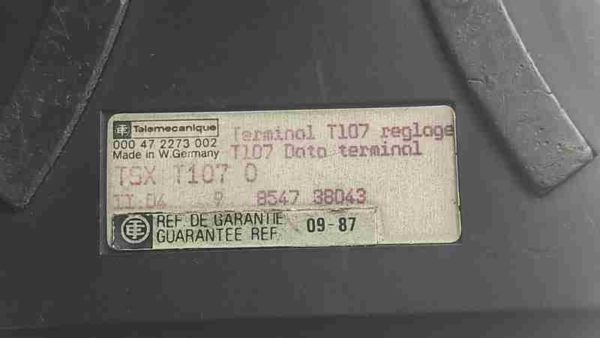 Telemecanique
000 47 2273 002
Made in W.Germany
Terminal T107 reglage
T107 Data terminal
TSX T107 0
II.04 9 8547 38043
REF. DE GARANTIE
GUARANTEE REF.
09-87